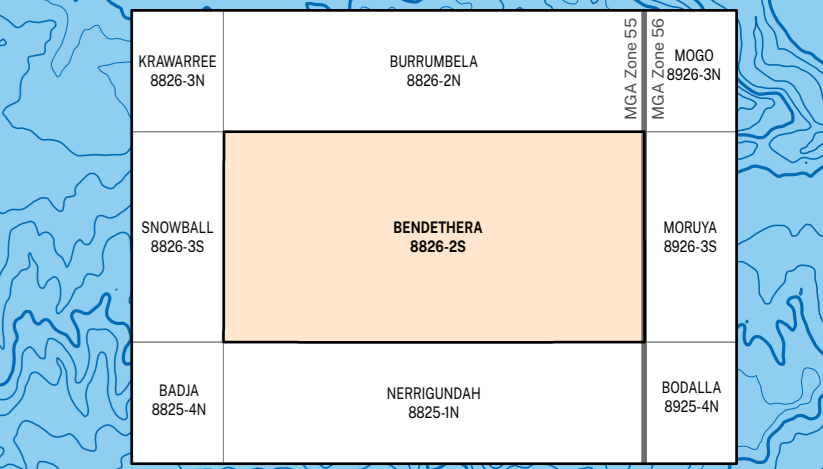 KRAWARREE
8826-3N
BURRUMBELA
8826-2N
MGA Zone 55
MGA Zone 56
MOGO
8926-3N
SNOWBALL
8826-3S
BENDETHERA
8826-2S
MORUYA
8926-3S
BADJA
8825-4N
NERRIGUNDAH
8825-1N
BODALLA
8925-4N